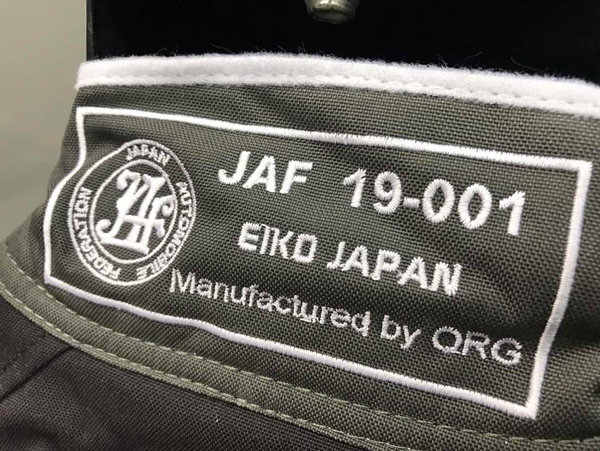 JAPAN AUTOMOBILE FEDERATION
JAF
JAF 19-001
EIKO JAPAN
Manufactured by QRG